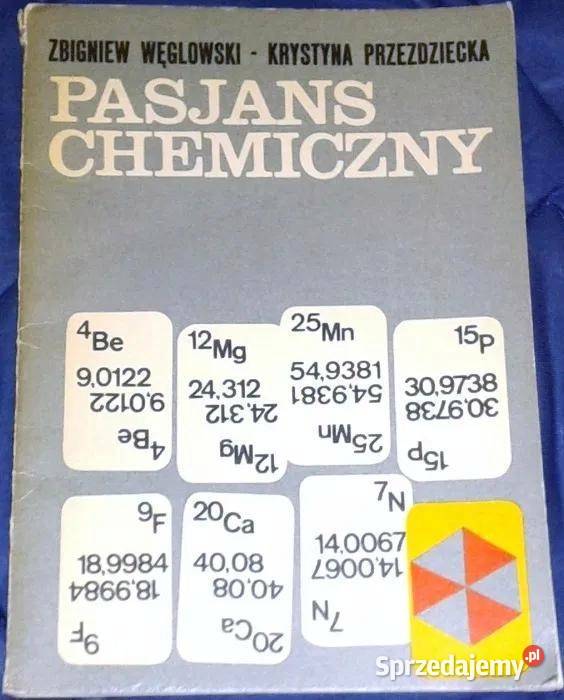 ZBIGNIEW WĘGLOWSKI - KRYSTYNA PRZEZDZIECKA
PASJANS
CHEMICZNY
4Be
9,0122
9,0122
4Be
12Mg
24,312
24,312
12Mg
25Mn
54,9381
54,9381
25Mn
15P
30,9738
30,9738
15P
9F
18,9984
18,9984
9F
20Ca
40,08
40,08
20Ca
7N
14,0067
14,0067
7N
Sprzedajemy.pl